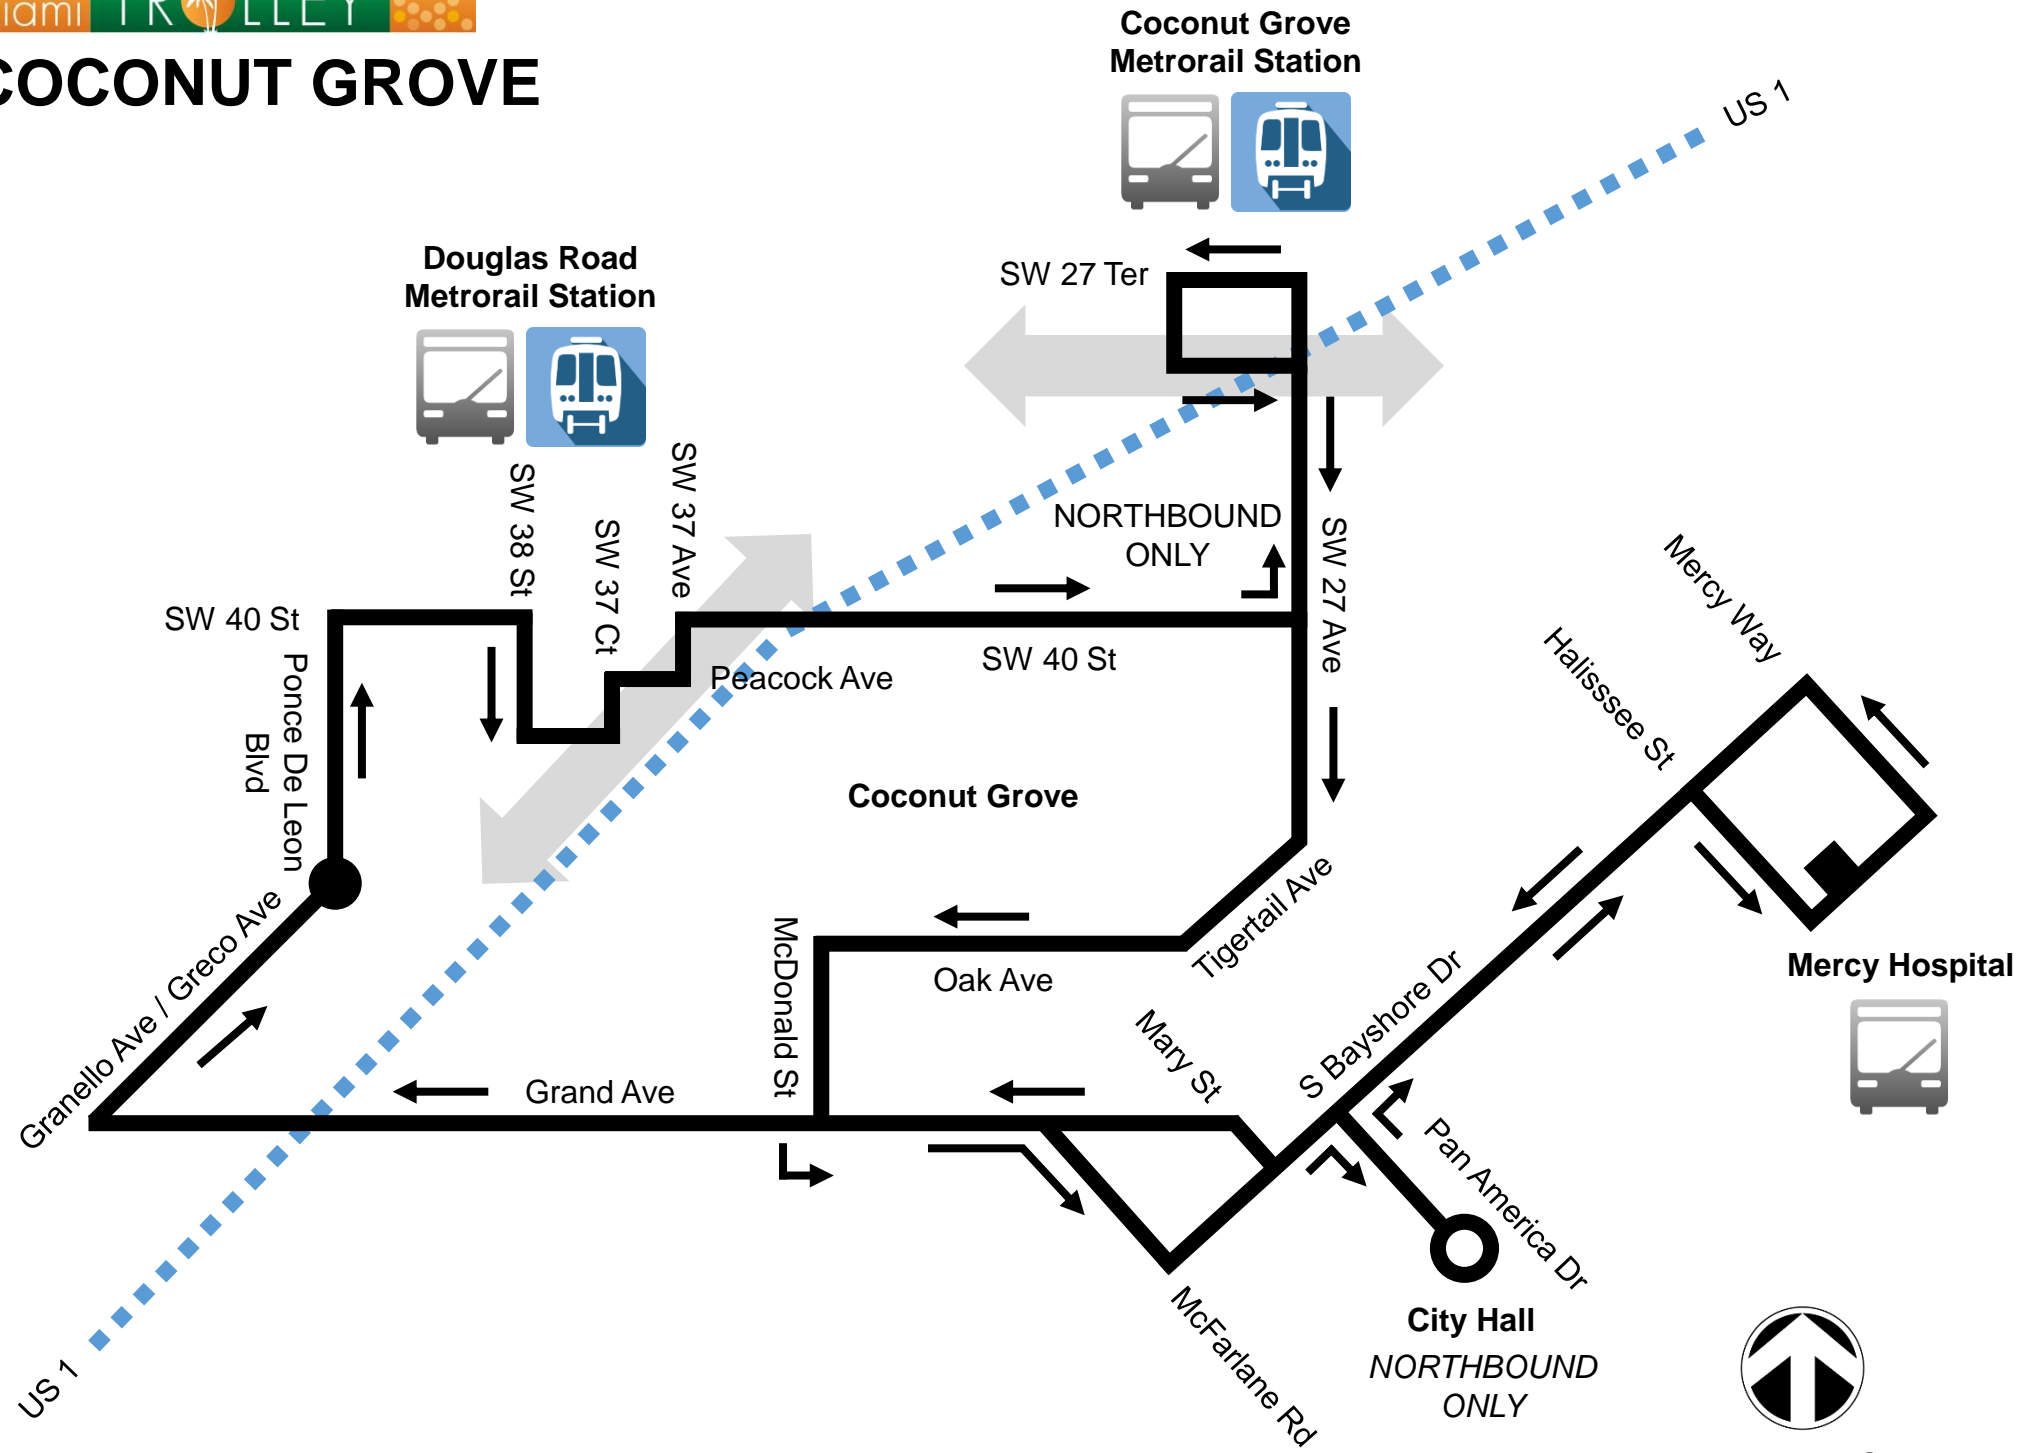 iami TROLLEY
COCONUT GROVE
Coconut Grove
Metrorail Station
US 1
Douglas Road
Metrorail Station
SW 27 Ter
SW 38 St
SW 37 Ct
SW 37 Ave
NORTHBOUND
ONLY
SW 27 Ave
SW 40 St
Ponce De Leon
Blvd
Peacock Ave
SW 40 St
Mercy Way
Halisssee St
Coconut Grove
Tigertail Ave
Granello Ave / Greco Ave
McDonald St
Oak Ave
Mary St
S Bayshore Dr
Mercy Hospital
Grand Ave
Pan America Dr
McFarlane Rd
City Hall
NORTHBOUND
ONLY
US 1